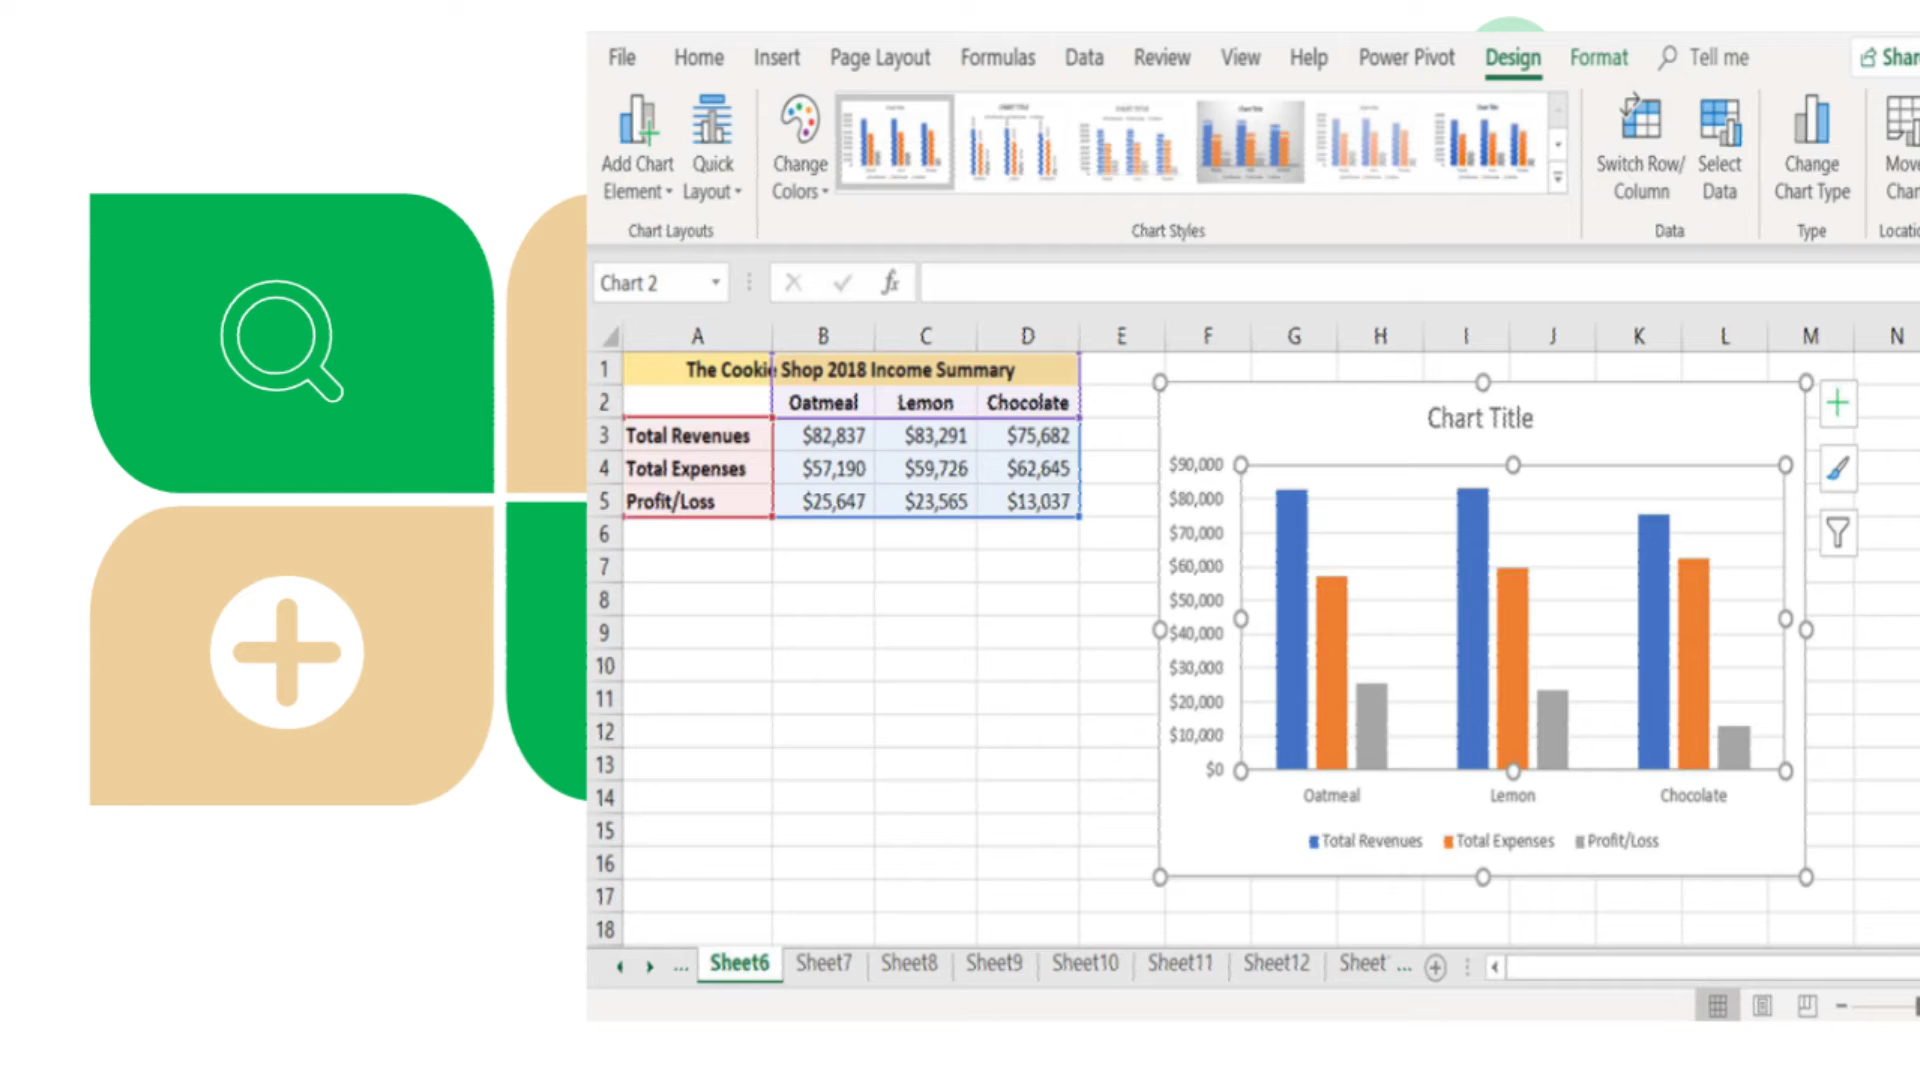 File Home Insert Page Layout Formulas Data Review View Help Power Pivot Design Format Tell me
Add Chart Element
Quick Layout
Change Colors
Switch Row/ Column
Select Data
Change Chart Type
Chart Layouts
Chart Styles
Data
Type
Chart 2
fx
A B C D E F G H I J K L M N
1 The Cookie Shop 2018 Income Summary
2 Oatmeal Lemon Chocolate
3 Total Revenues $82,837 $83,291 $75,682
4 Total Expenses $57,190 $59,726 $62,645
5 Profit/Loss $25,647 $23,565 $13,037
6
7
8
9
10
11
12
13
14
15
16
17
18
Chart Title
$90,000
$80,000
$70,000
$60,000
$50,000
$40,000
$30,000
$20,000
$10,000
$0
Oatmeal Lemon Chocolate
Total Revenues Total Expenses Profit/Loss
... Sheet6 Sheet7 Sheet8 Sheet9 Sheet10 Sheet11 Sheet12 Sheet ...